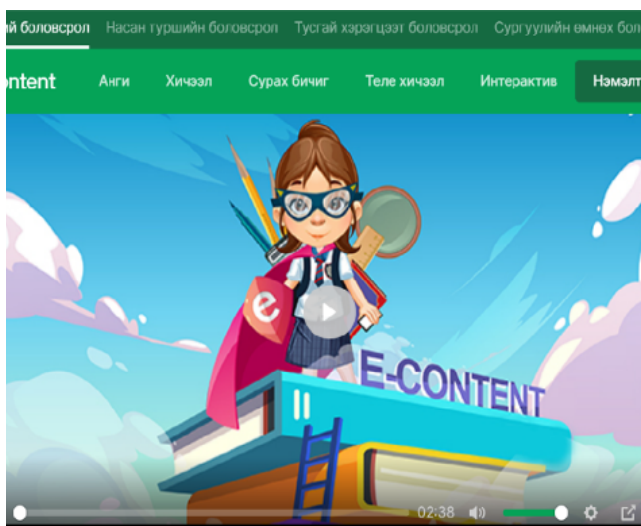 ий боловсрол Насан туршийн боловсрол Тусгай хэрэгцээт боловсрол Сургуулийн өмнөх бол
ontent Анги Хичээл Сурах бичиг Теле хичээл Интерактив Нэмэлт
e
E-CONTENT
02:38